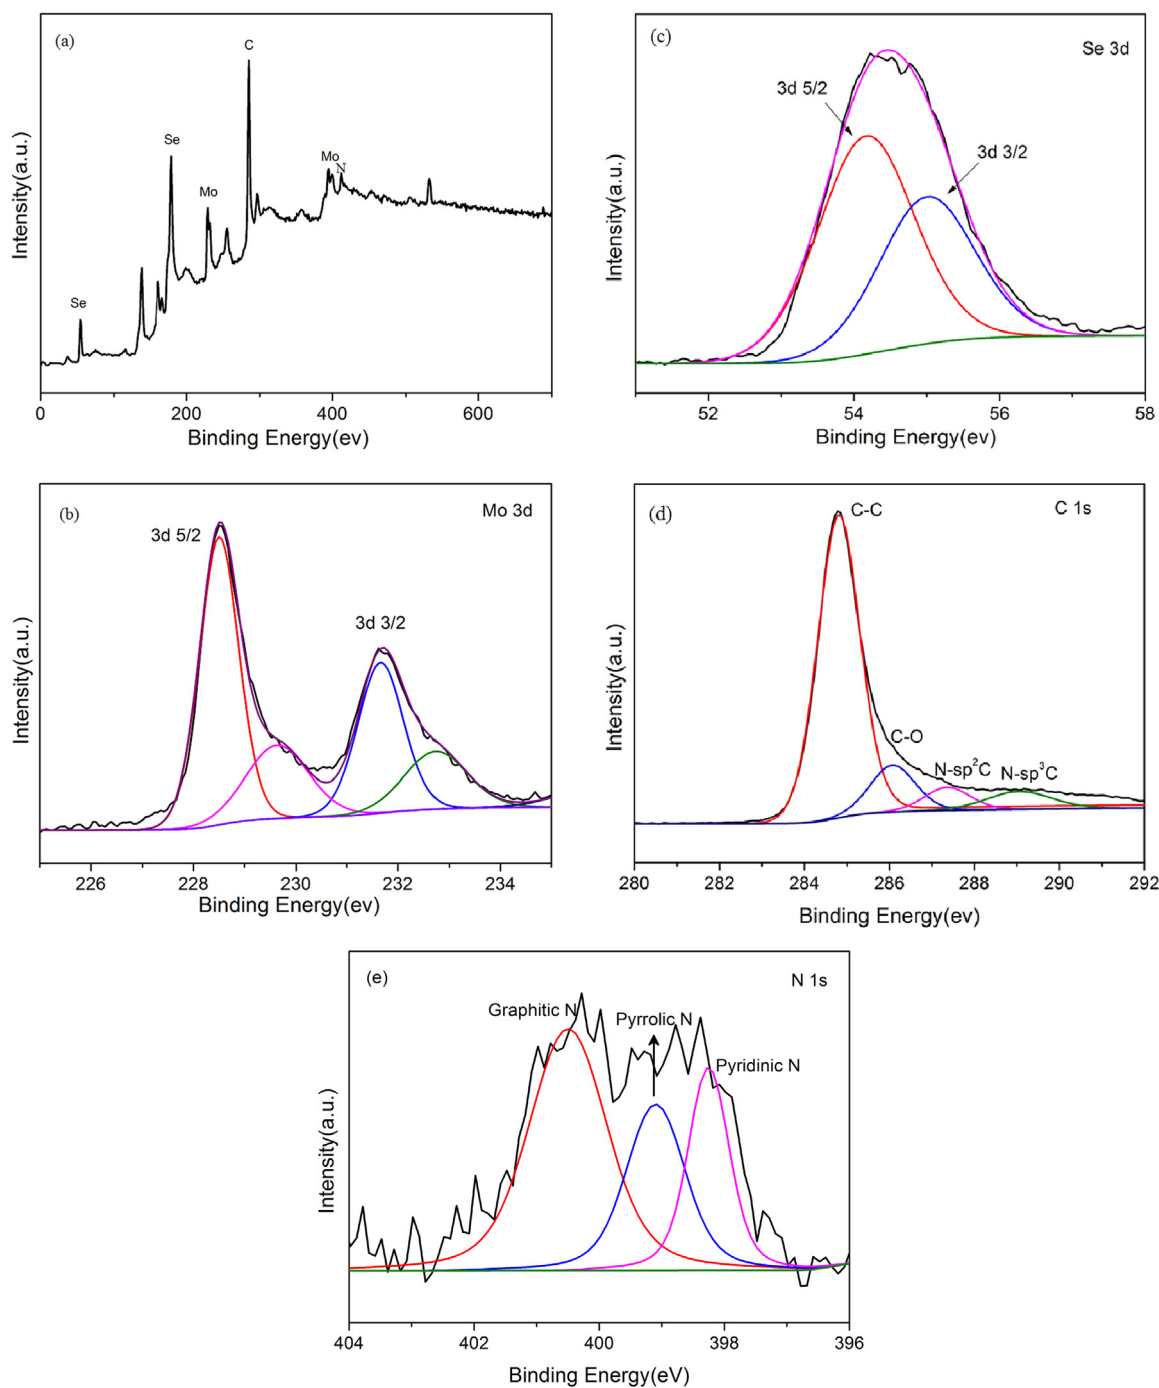 (a)
C
Se
Mo
Mo
N
Se
Intensity(a.u.)
0 200 400 600
Binding Energy(ev)
(c)
Se 3d
3d 5/2
3d 3/2
Intensity(a.u.)
52 54 56 58
Binding Energy(ev)
(b)
Mo 3d
3d 5/2
3d 3/2
Intensity(a.u.)
226 228 230 232 234
Binding Energy(ev)
(d)
C 1s
C-C
C-O
N-sp²C
N-sp³C
Intensity(a.u.)
280 282 284 286 288 290 292
Binding Energy(ev)
(e)
N 1s
Graphitic N
Pyrrolic N
Pyridinic N
Intensity(a.u.)
404 402 400 398 396
Binding Energy(eV)